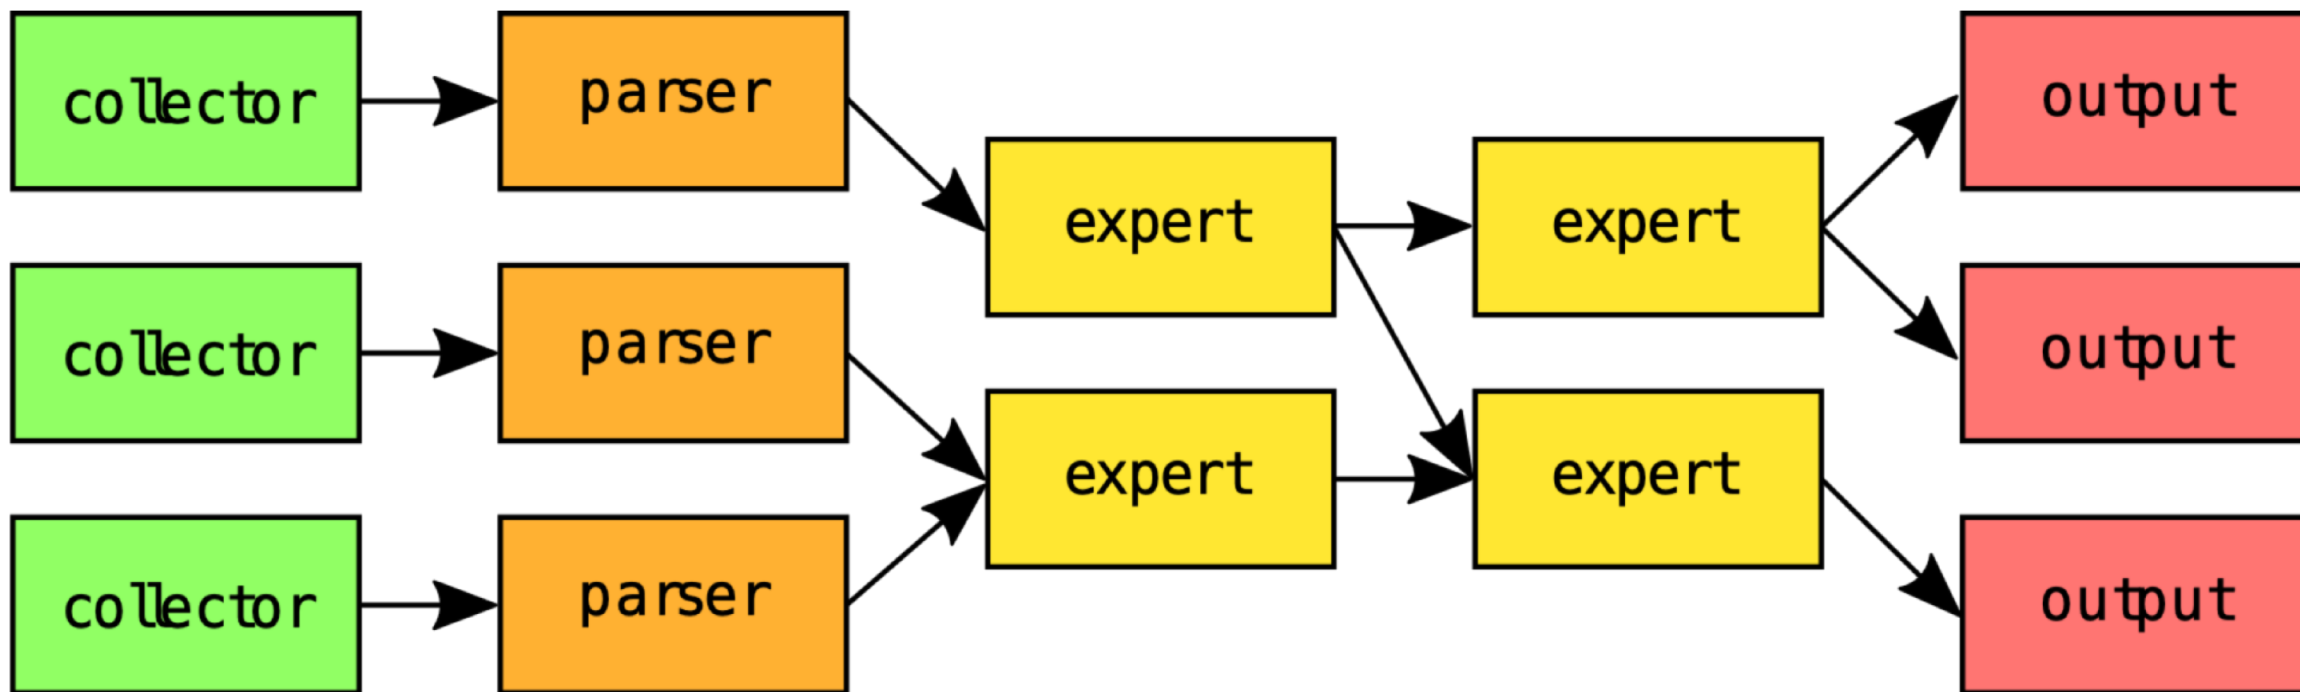 collector
parser
output
expert
expert
collector
parser
output
expert
expert
collector
parser
output